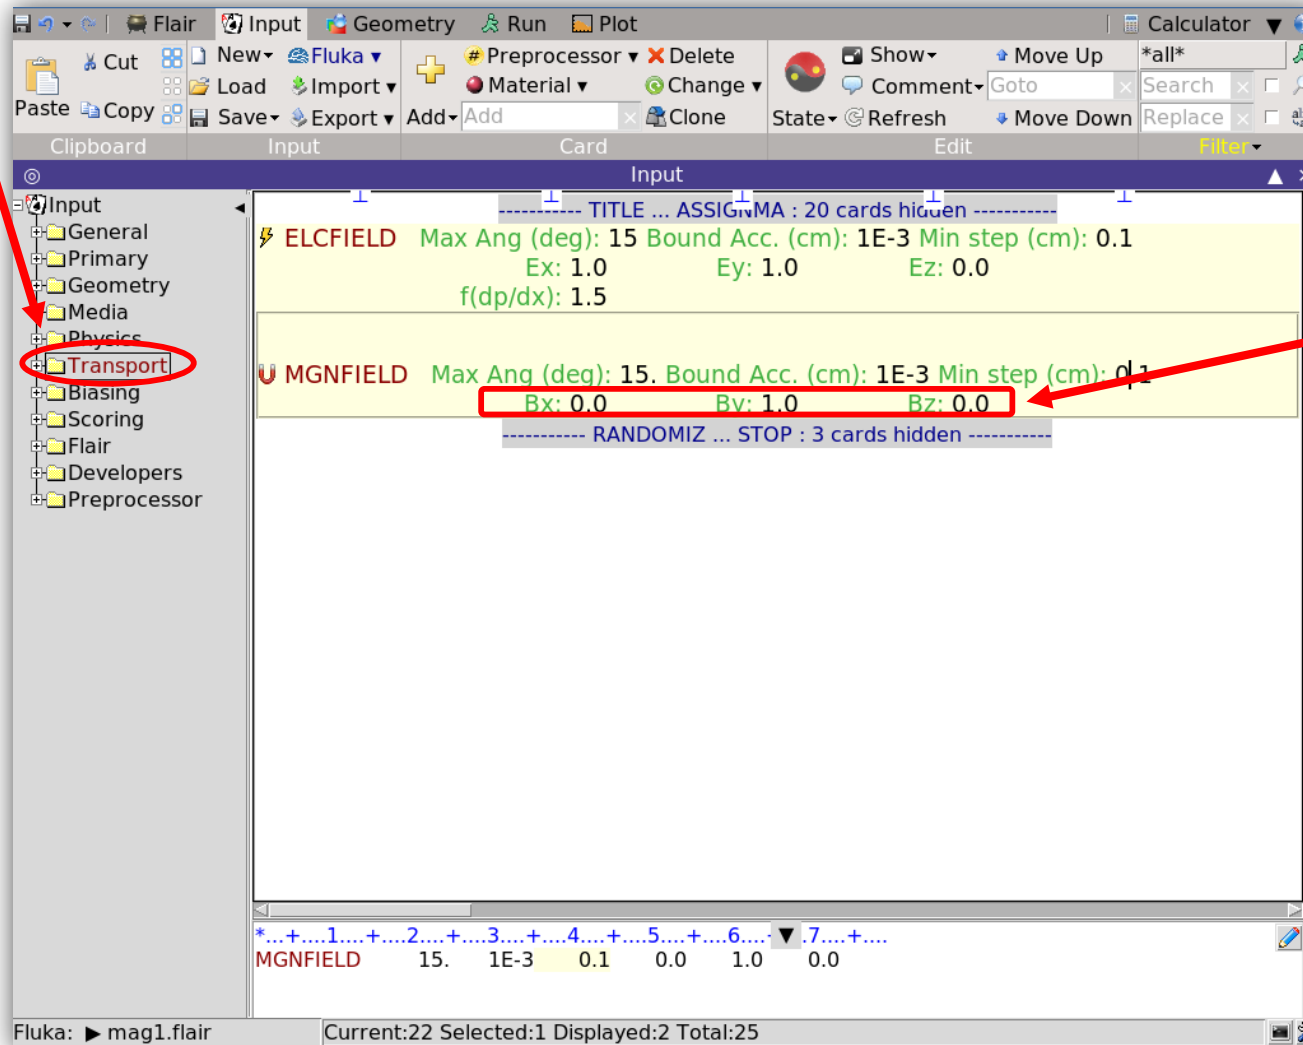 Flair Input Geometry Run Plot Calculator
Cut New Fluka # Preprocessor Delete Show Move Up *all*
Load Import Material Change Comment Goto Search
Paste Copy Save Export Add Add Clone State Refresh Move Down Replace
Clipboard Input Card Edit Filter
Input
Input
General
Primary
Geometry
Media
Physics
Transport
Biasing
Scoring
Flair
Developers
Preprocessor
----------- TITLE ... ASSIGNMA : 20 cards hidden -----------
ELCFIELD Max Ang (deg): 15 Bound Acc. (cm): 1E-3 Min step (cm): 0.1
Ex: 1.0 Ey: 1.0 Ez: 0.0
f(dp/dx): 1.5
MGNFIELD Max Ang (deg): 15. Bound Acc. (cm): 1E-3 Min step (cm): 0.1
Bx: 0.0 By: 1.0 Bz: 0.0
----------- RANDOMIZ ... STOP : 3 cards hidden -----------
*...+....1....+....2....+....3....+....4....+....5....+....6....+ .7....+....
MGNFIELD 15. 1E-3 0.1 0.0 1.0 0.0
Fluka: ▶ mag1.flair Current:22 Selected:1 Displayed:2 Total:25